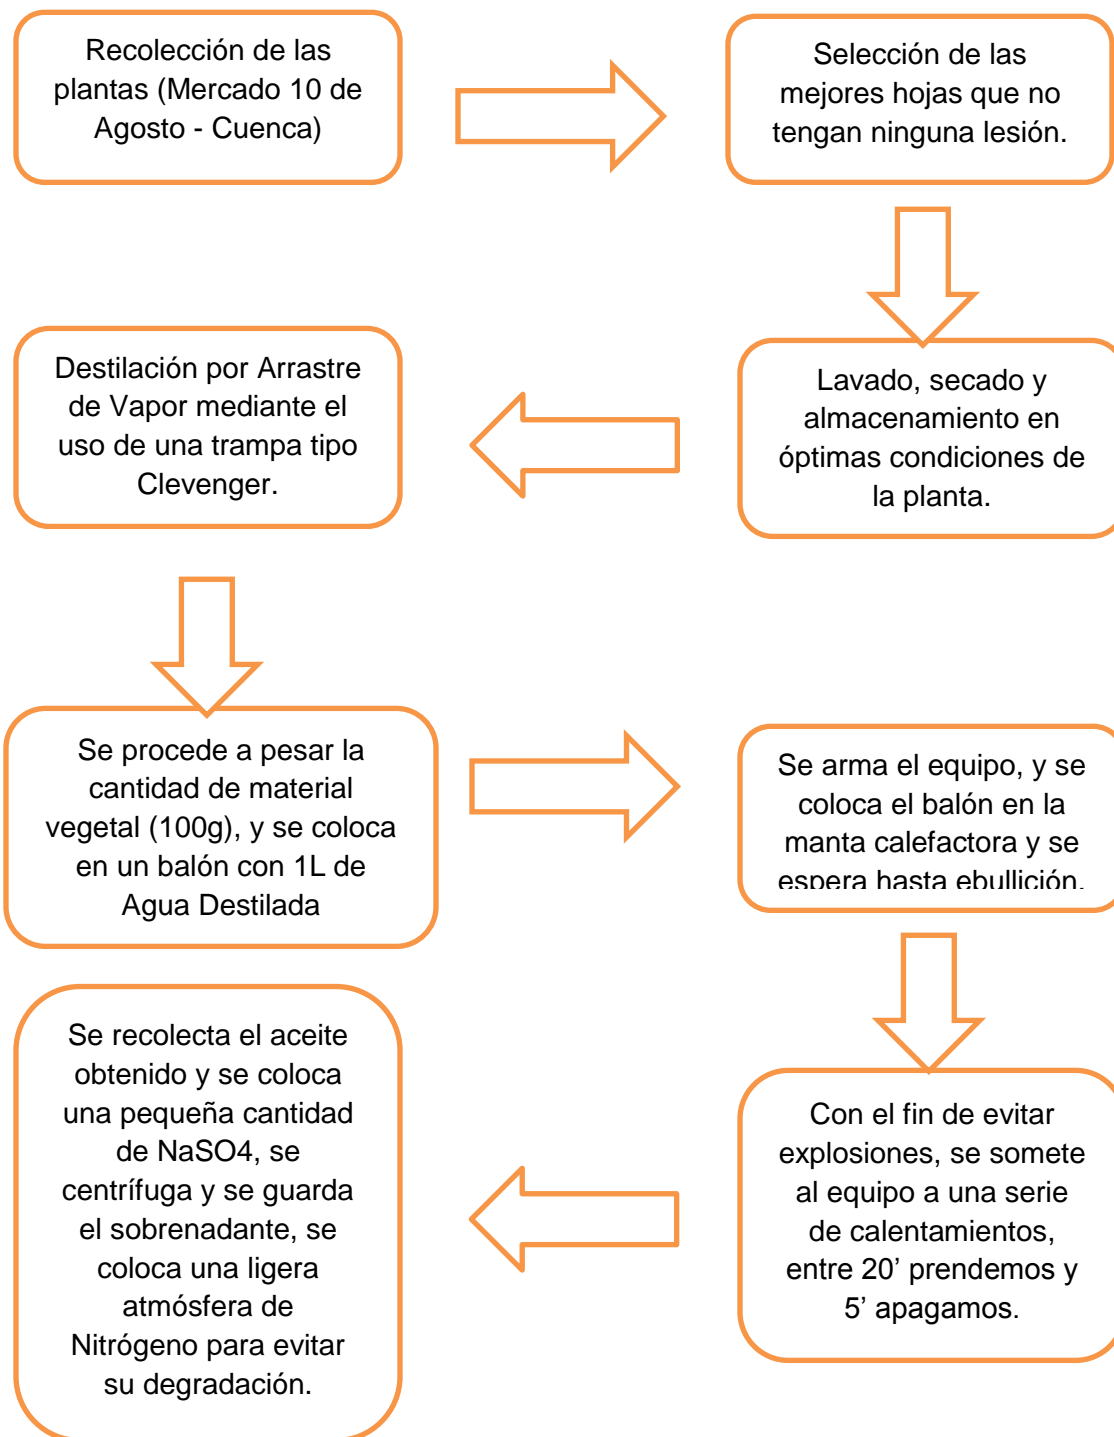 Recolección de las
plantas (Mercado 10 de
Agosto - Cuenca)
Selección de las
mejores hojas que no
tengan ninguna lesión.
Lavado, secado y
almacenamiento en
óptimas condiciones de
la planta.
Destilación por Arrastre
de Vapor mediante el
uso de una trampa tipo
Clevenger.
Se procede a pesar la
cantidad de material
vegetal (100g), y se coloca
en un balón con 1L de
Agua Destilada
Se arma el equipo, y se
coloca el balón en la
manta calefactora y se
espera hasta ebullición.
Con el fin de evitar
explosiones, se somete
al equipo a una serie
de calentamientos,
entre 20’ prendemos y
5’ apagamos.
Se recolecta el aceite
obtenido y se coloca
una pequeña cantidad
de NaSO4, se
centrífuga y se guarda
el sobrenadante, se
coloca una ligera
atmósfera de
Nitrógeno para evitar
su degradación.